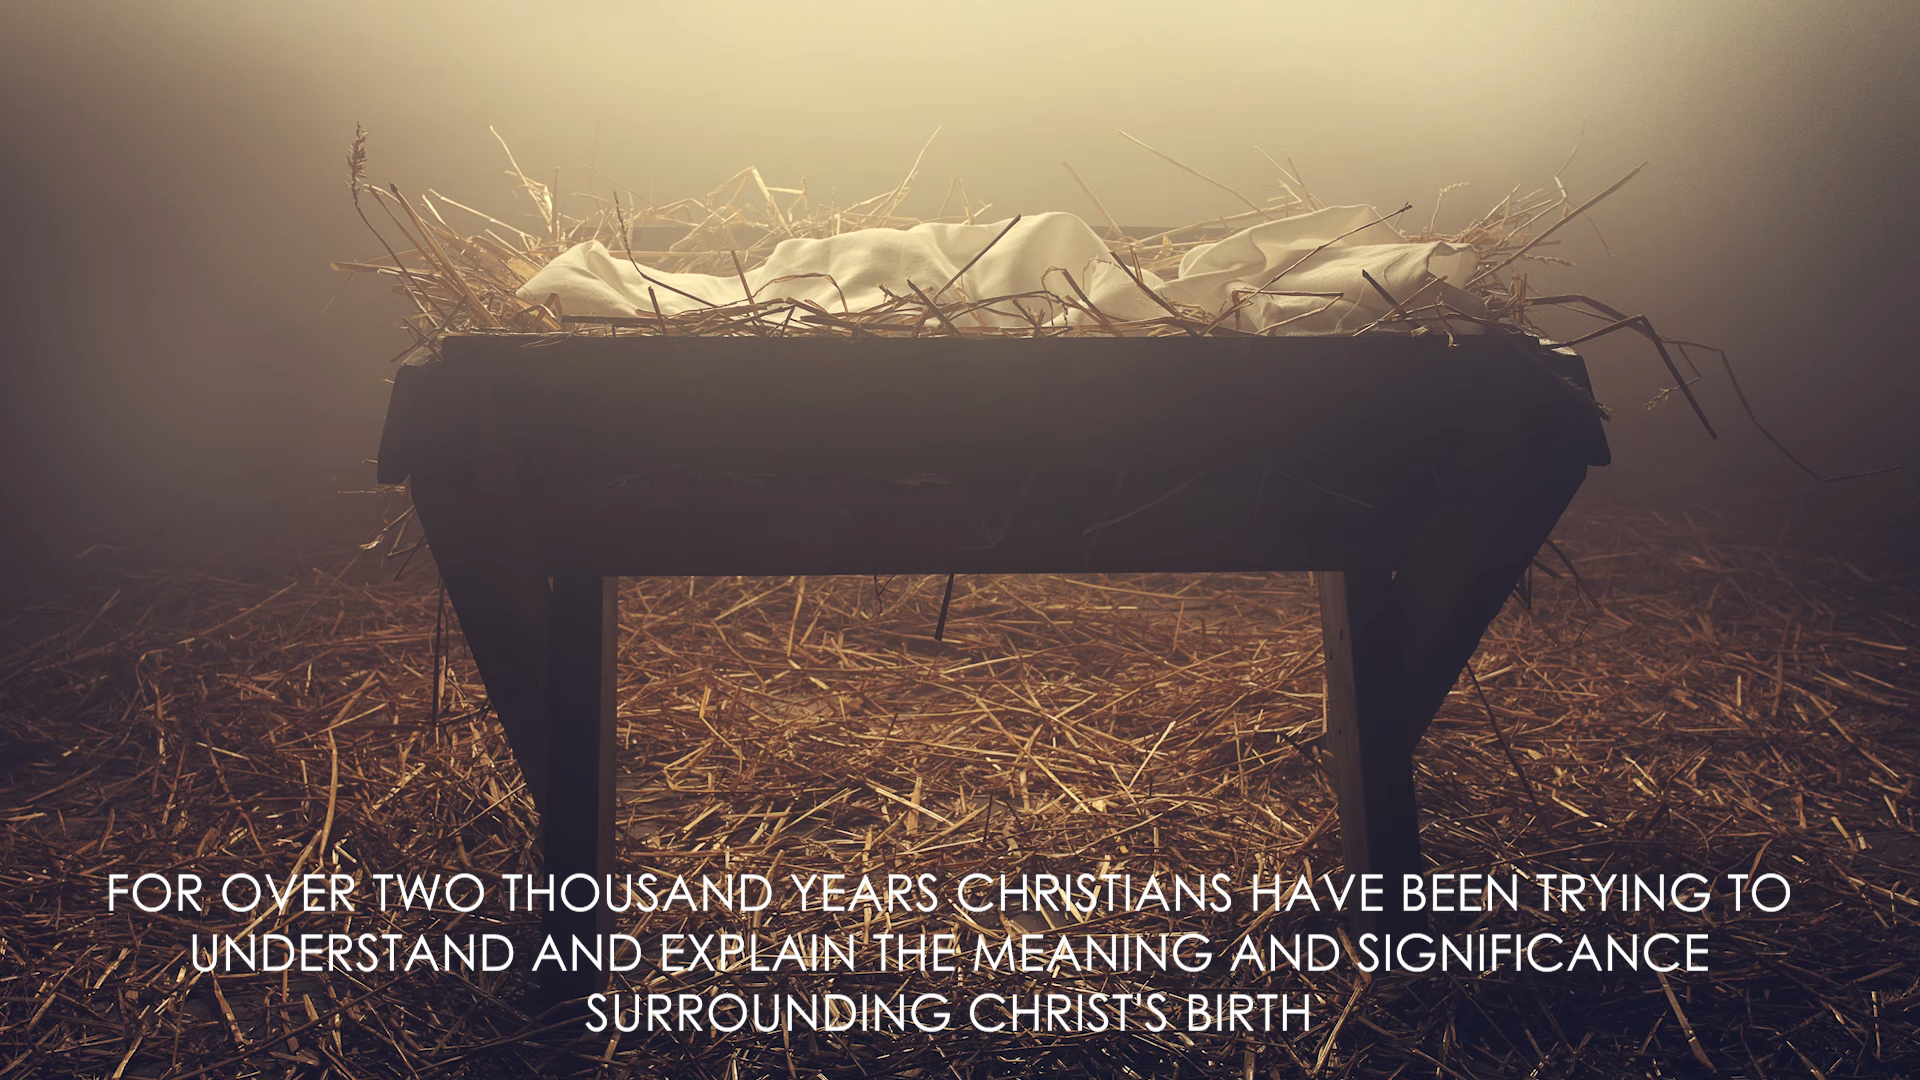 FOR OVER TWO THOUSAND YEARS CHRISTIANS HAVE BEEN TRYING TO
UNDERSTAND AND EXPLAIN THE MEANING AND SIGNIFICANCE
SURROUNDING CHRIST'S BIRTH